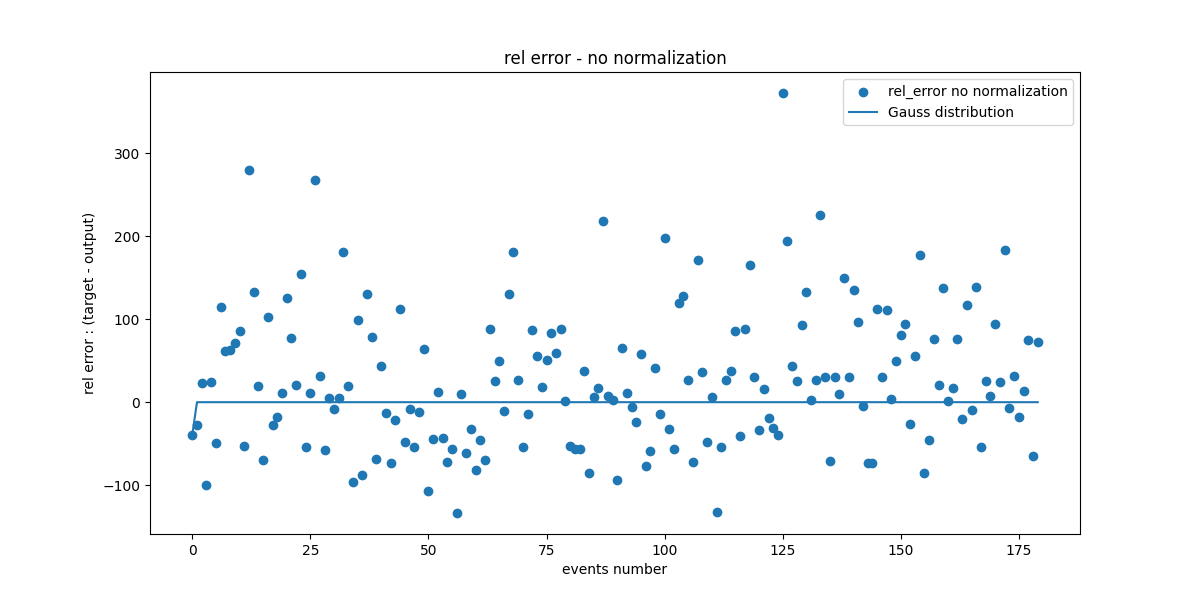 rel error - no normalization
rel_error no normalization
Gauss distribution
rel error : (target - output)
300
200
100
0
−100
0
25
50
75
100
125
150
175
events number